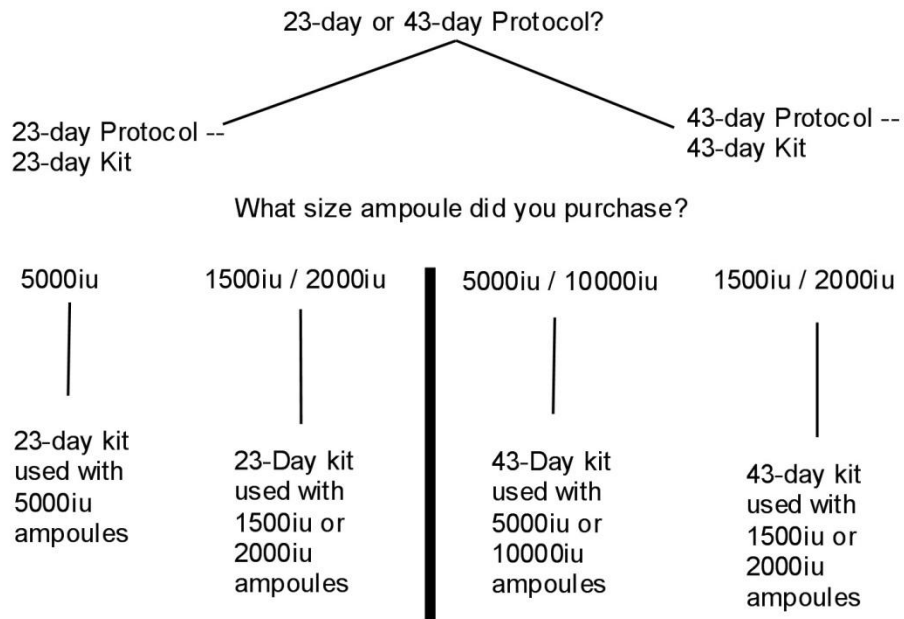 23-day or 43-day Protocol?
23-day Protocol --
23-day Kit
43-day Protocol --
43-day Kit
What size ampoule did you purchase?
5000iu
1500iu / 2000iu
5000iu / 10000iu
1500iu / 2000iu
23-day kit
used with
5000iu
ampoules
23-Day kit
used with
1500iu or
2000iu
ampoules
43-Day kit
used with
5000iu or
10000iu
ampoules
43-day kit
used with
1500iu or
2000iu
ampoules